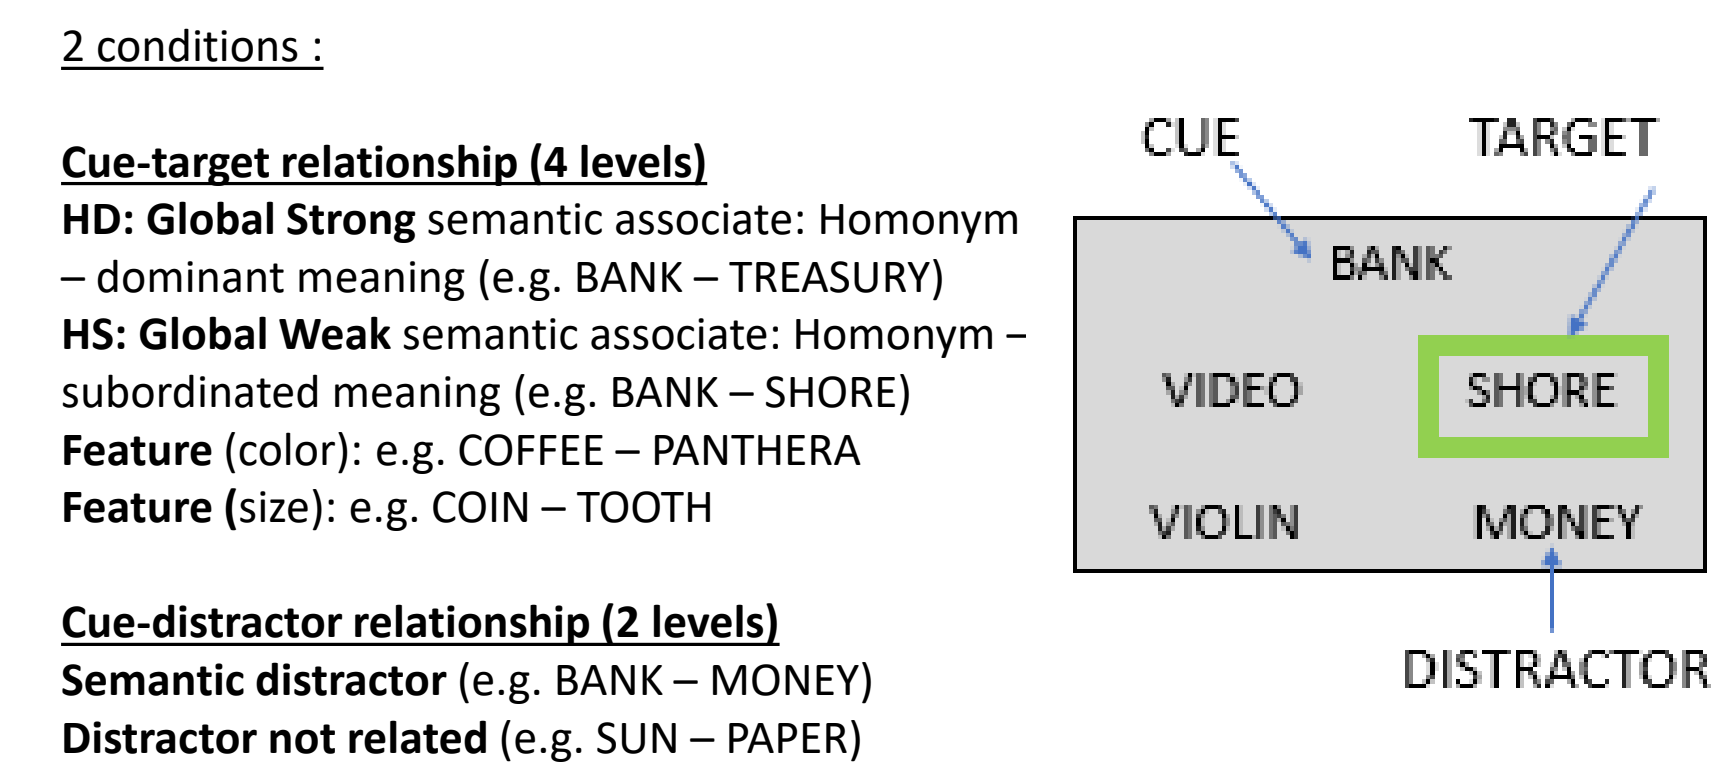 2 conditions :
Cue-target relationship (4 levels)
HD: Global Strong semantic associate: Homonym
– dominant meaning (e.g. BANK – TREASURY)
HS: Global Weak semantic associate: Homonym –
subordinated meaning (e.g. BANK – SHORE)
Feature (color): e.g. COFFEE – PANTHERA
Feature (size): e.g. COIN – TOOTH
Cue-distractor relationship (2 levels)
Semantic distractor (e.g. BANK – MONEY)
Distractor not related (e.g. SUN – PAPER)
CUE TARGET
BANK
VIDEO SHORE
VIOLIN MONEY
DISTRACTOR